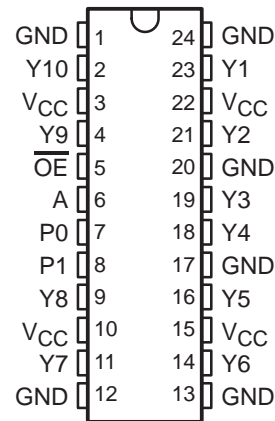 GND 1 24 GND
Y10 2 23 Y1
VCC 3 22 VCC
Y9 4 21 Y2
OE 5 20 GND
A 6 19 Y3
P0 7 18 Y4
P1 8 17 GND
Y8 9 16 Y5
VCC 10 15 VCC
Y7 11 14 Y6
GND 12 13 GND